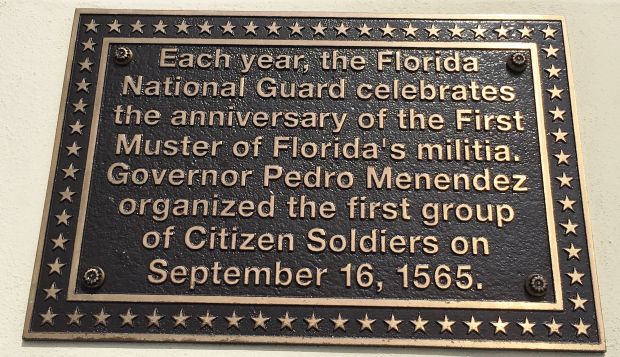 Each year, the Florida
National Guard celebrates
the anniversary of the First
Muster of Florida's militia.
Governor Pedro Menendez
organized the first group
of Citizen Soldiers on
September 16, 1565.